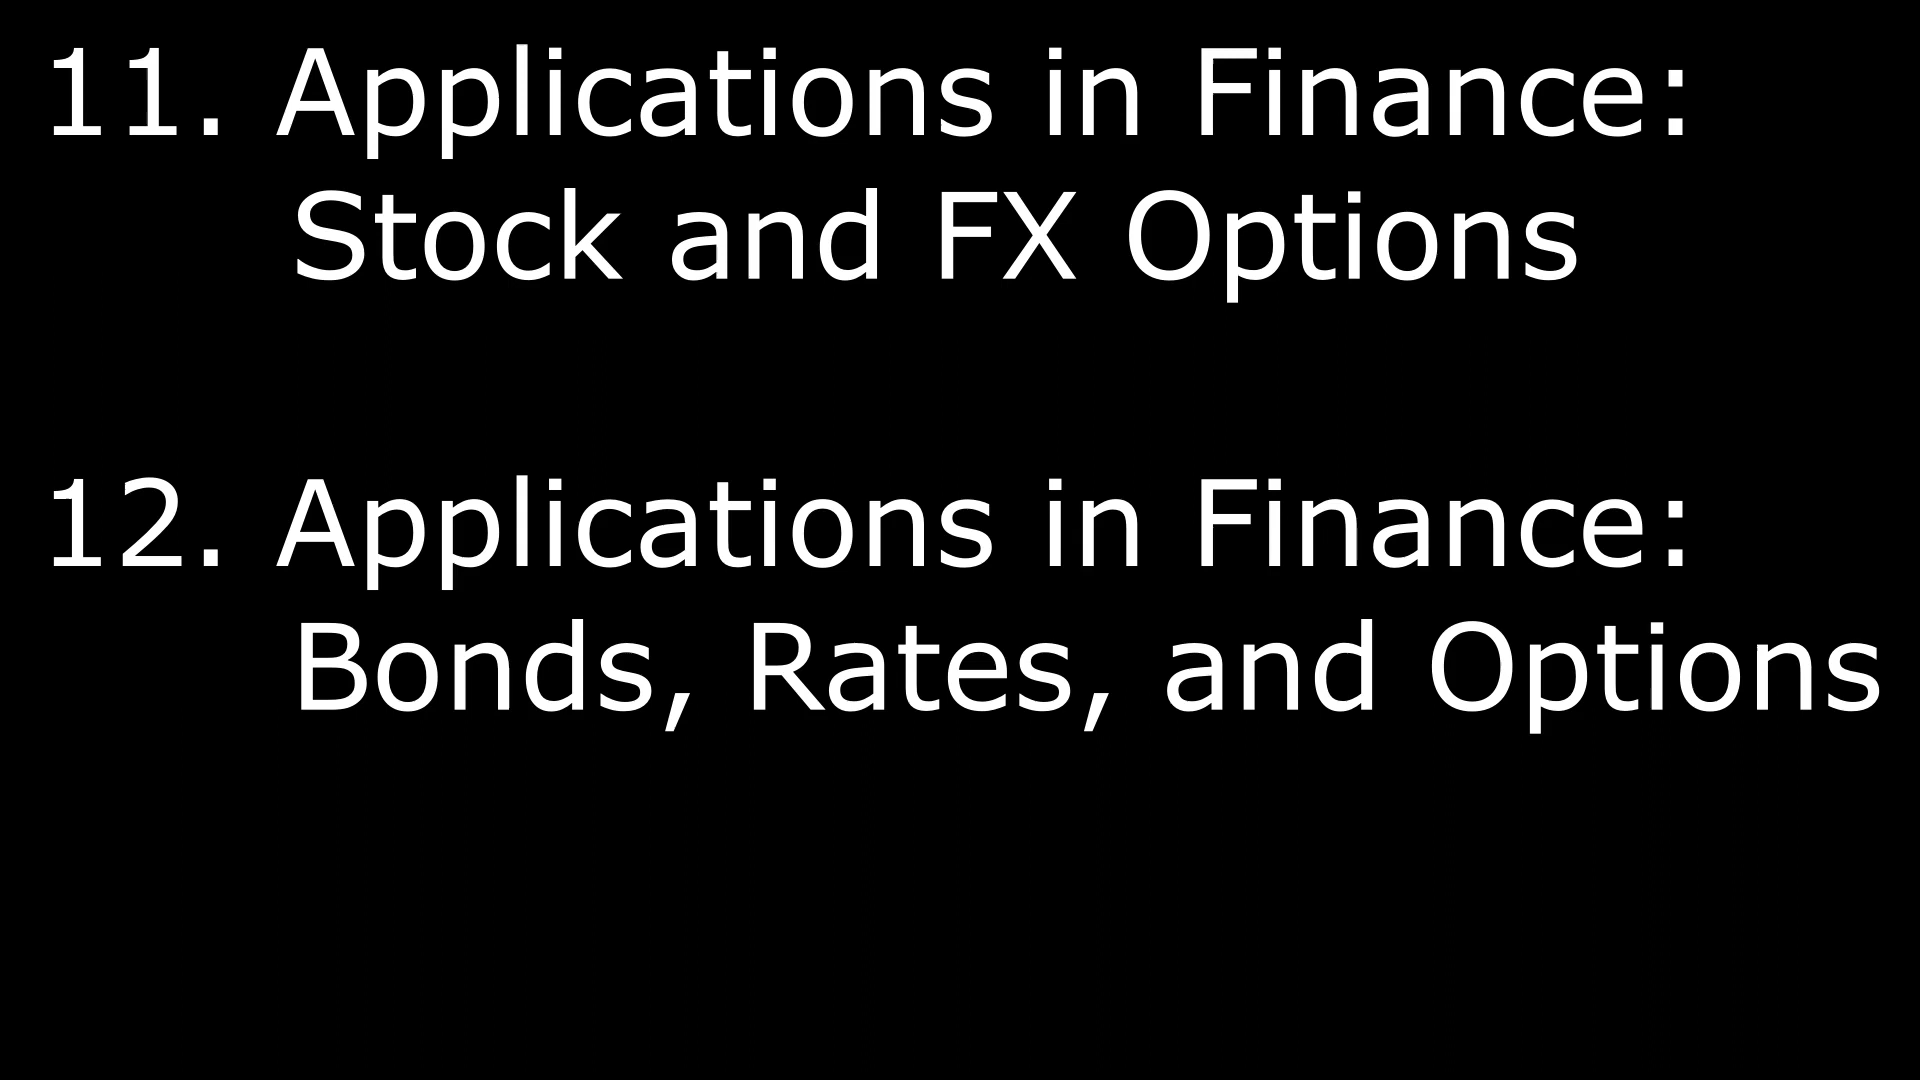 11. Applications in Finance:
Stock and FX Options
12. Applications in Finance:
Bonds, Rates, and Options